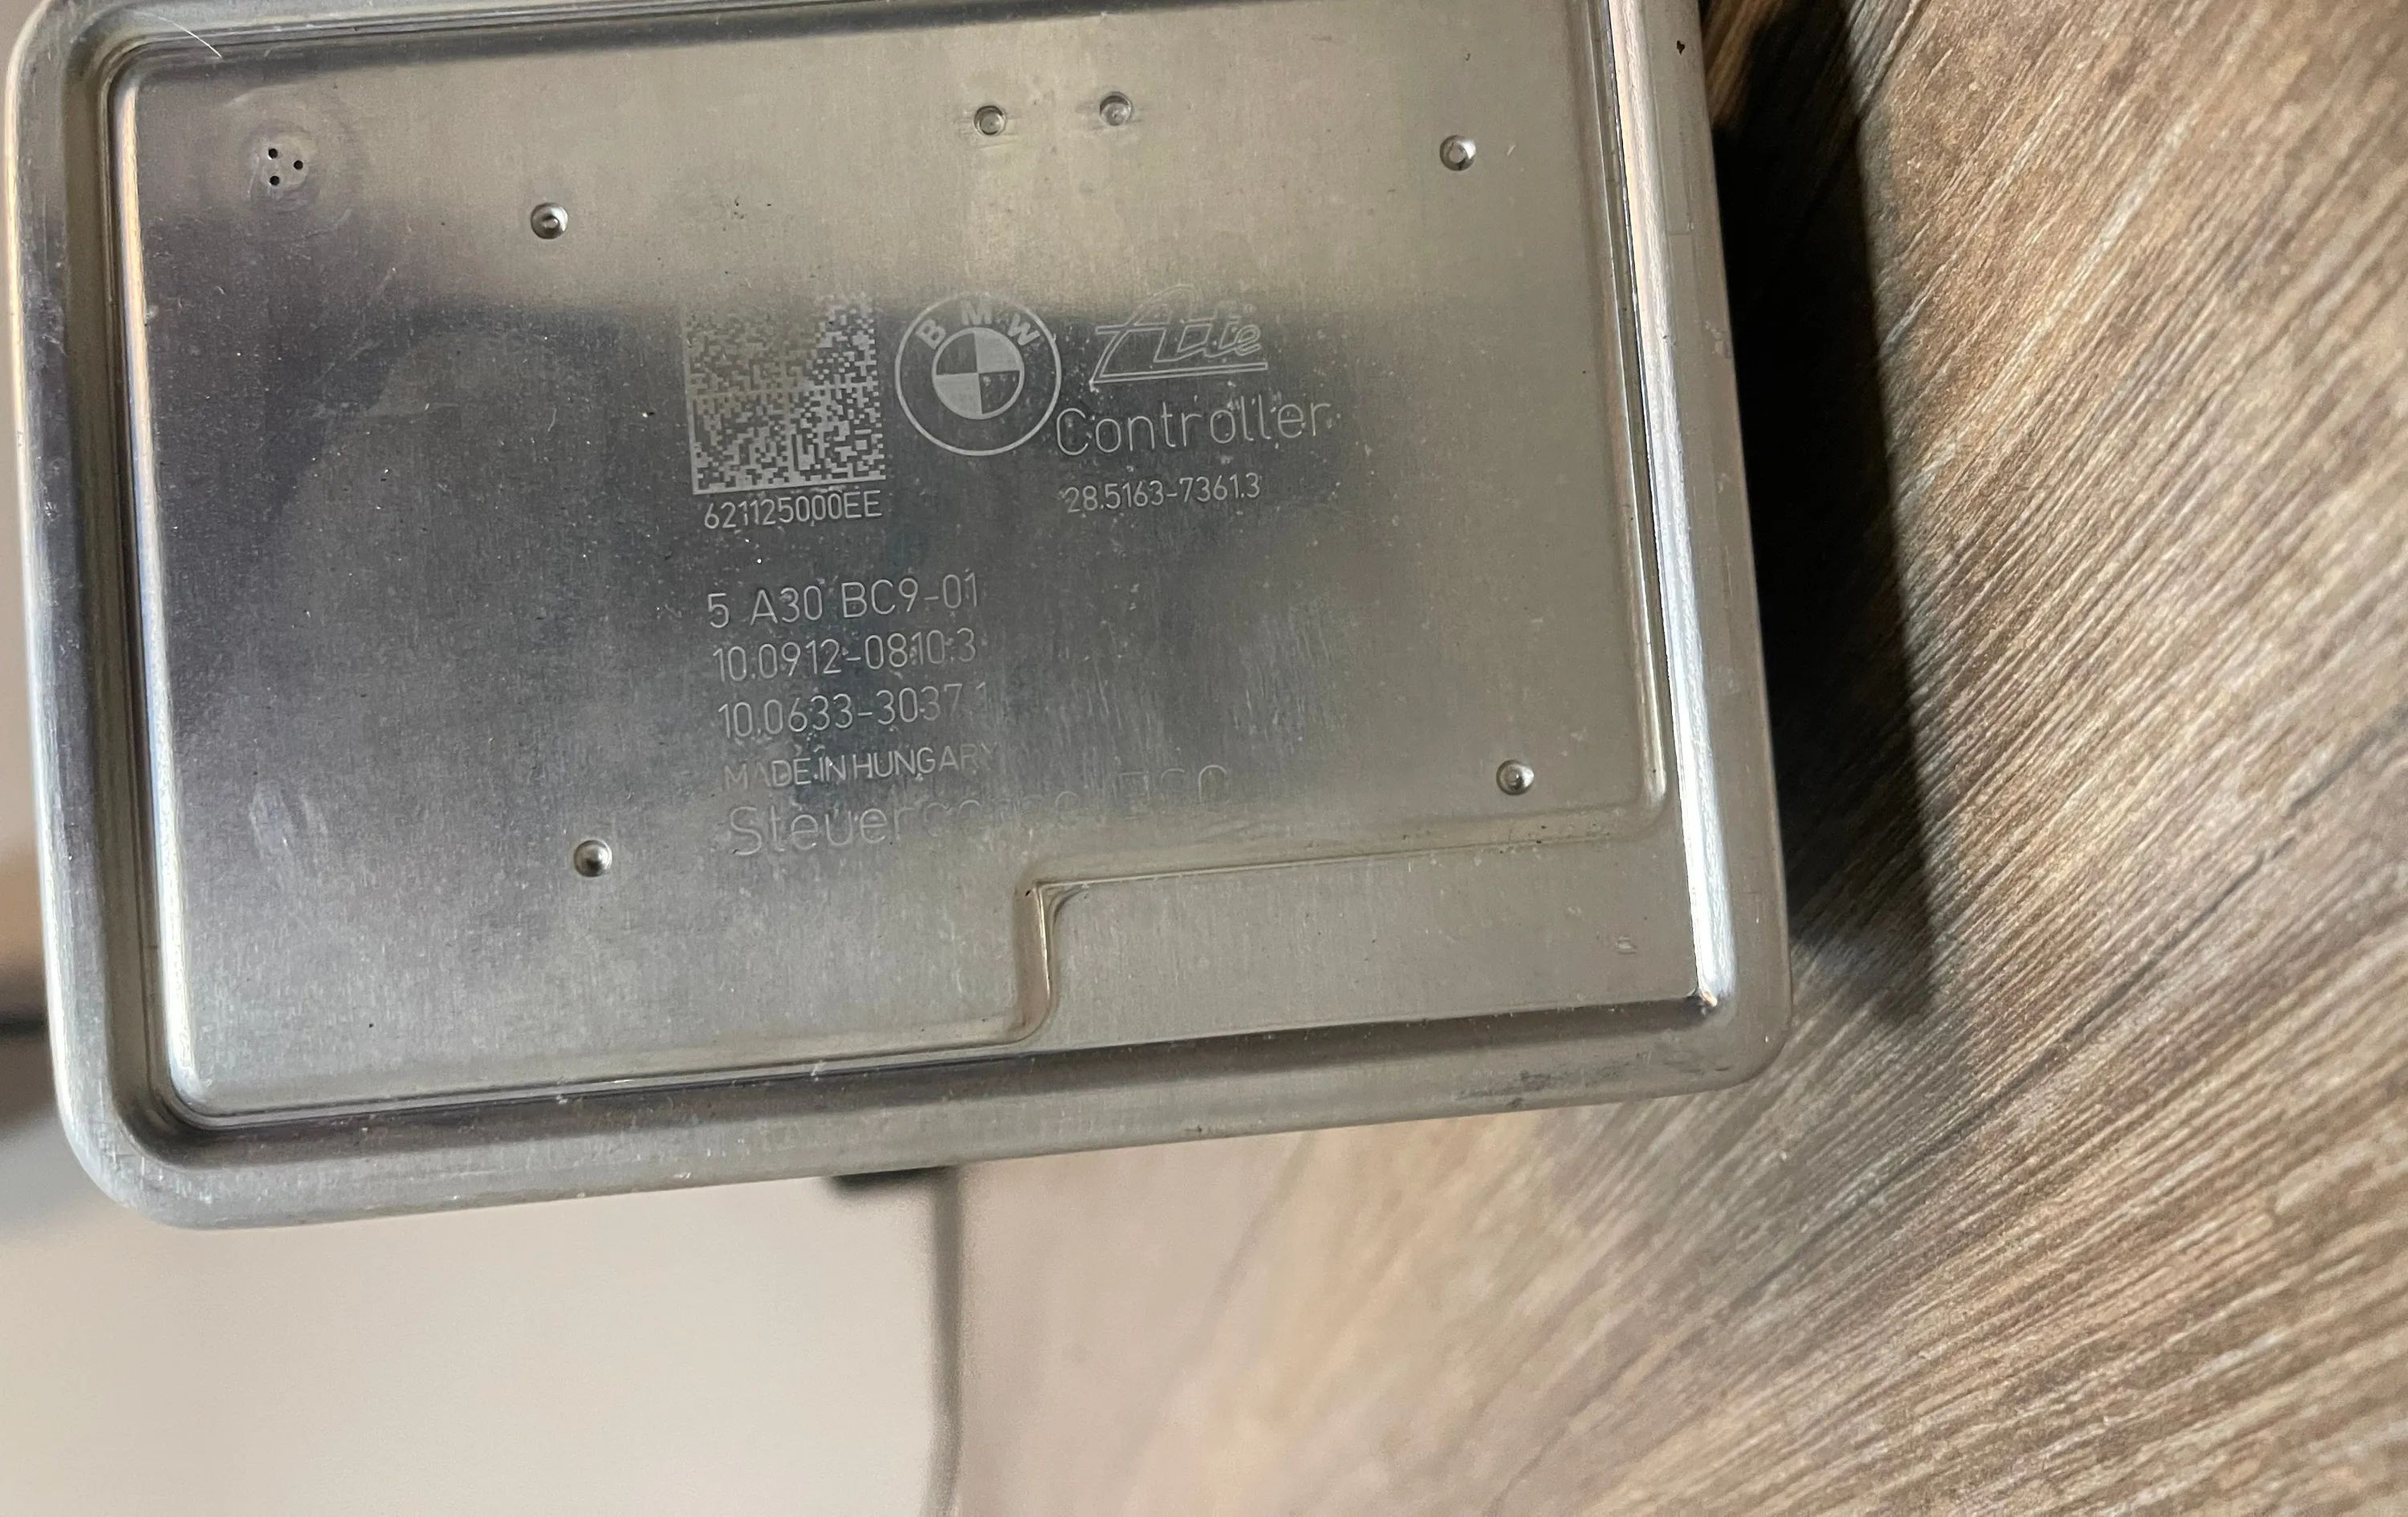 BMW
Ate
Controller
621125000EE
28.5163-7361.3
5 A30 BC9-01
10.0912-0810.3
10.0633-3037.1
MADE IN HUNGARY